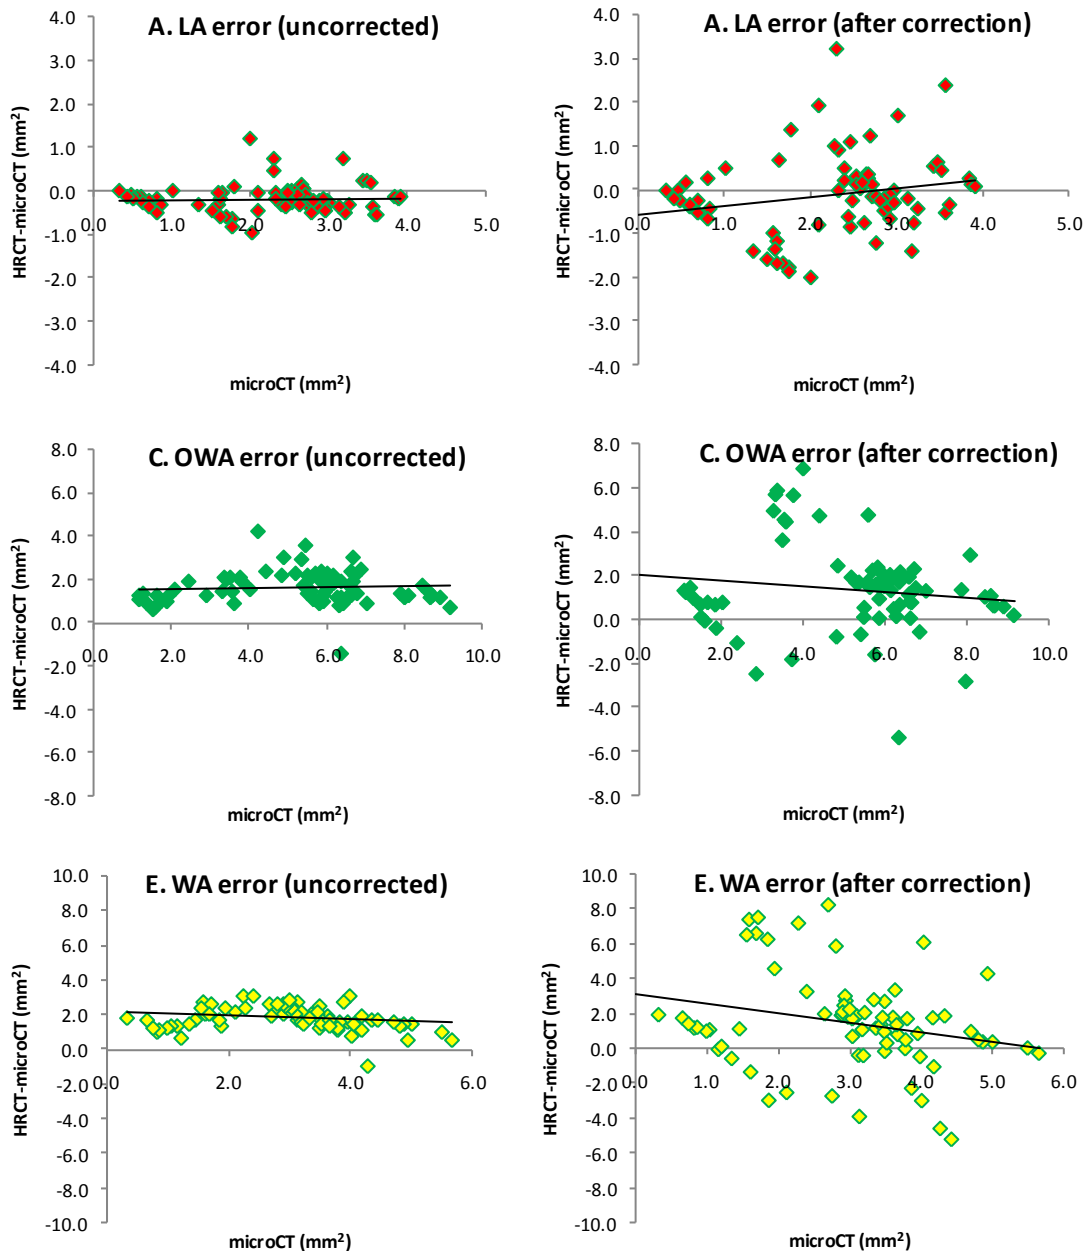 A. LA error (uncorrected)
HRCT-microCT (mm²)
4.0
3.0
2.0
1.0
0.0
-1.0
-2.0
-3.0
-4.0
0.0 1.0 2.0 3.0 4.0 5.0
microCT (mm²)
A. LA error (after correction)
HRCT-microCT (mm²)
4.0
3.0
2.0
1.0
0.0
-1.0
-2.0
-3.0
-4.0
0.0 1.0 2.0 3.0 4.0 5.0
microCT (mm²)
C. OWA error (uncorrected)
HRCT-microCT (mm²)
8.0
6.0
4.0
2.0
0.0
-2.0
-4.0
-6.0
-8.0
0.0 2.0 4.0 6.0 8.0 10.0
microCT (mm²)
C. OWA error (after correction)
HRCT-microCT (mm²)
8.0
6.0
4.0
2.0
0.0
-2.0
-4.0
-6.0
-8.0
0.0 2.0 4.0 6.0 8.0 10.0
microCT (mm²)
E. WA error (uncorrected)
HRCT-microCT (mm²)
10.0
8.0
6.0
4.0
2.0
0.0
-2.0
-4.0
-6.0
-8.0
-10.0
0.0 2.0 4.0 6.0
microCT (mm²)
E. WA error (after correction)
HRCT-microCT (mm²)
10.0
8.0
6.0
4.0
2.0
0.0
-2.0
-4.0
-6.0
-8.0
-10.0
0.0 1.0 2.0 3.0 4.0 5.0 6.0
microCT (mm²)